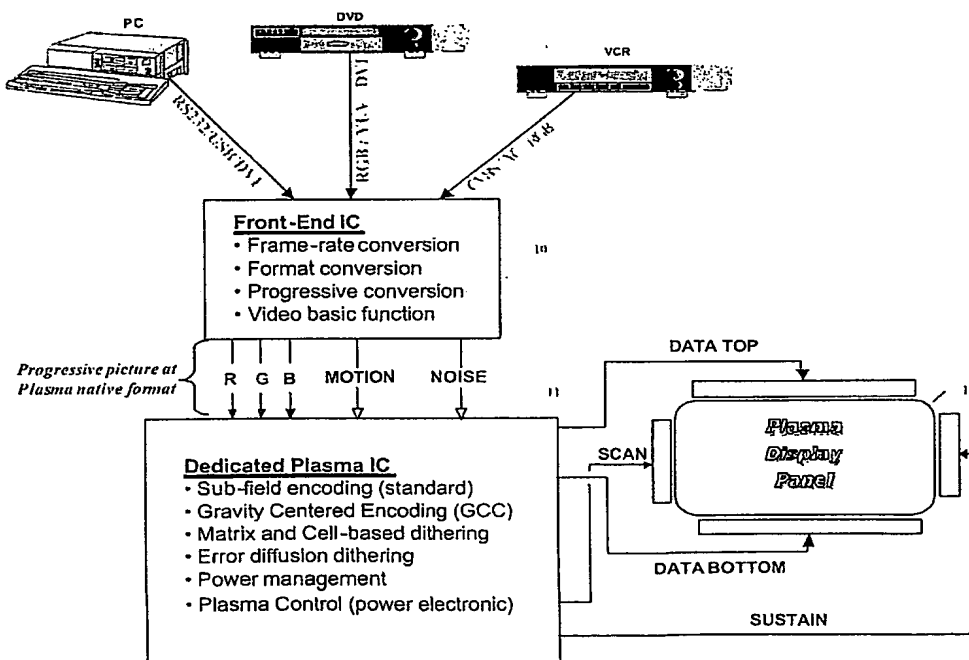 PC
DVD
VCR
RS232/USB/DVI
DVI
RGB
Front-End IC
• Frame-rate conversion
• Format conversion
• Progressive conversion
• Video basic function
10
Progressive picture at
Plasma native format
R G B MOTION NOISE
11
Dedicated Plasma IC
• Sub-field encoding (standard)
• Gravity Centered Encoding (GCC)
• Matrix and Cell-based dithering
• Error diffusion dithering
• Power management
• Plasma Control (power electronic)
DATA TOP
SCAN
Plasma
Display
Panel
DATA BOTTOM
SUSTAIN